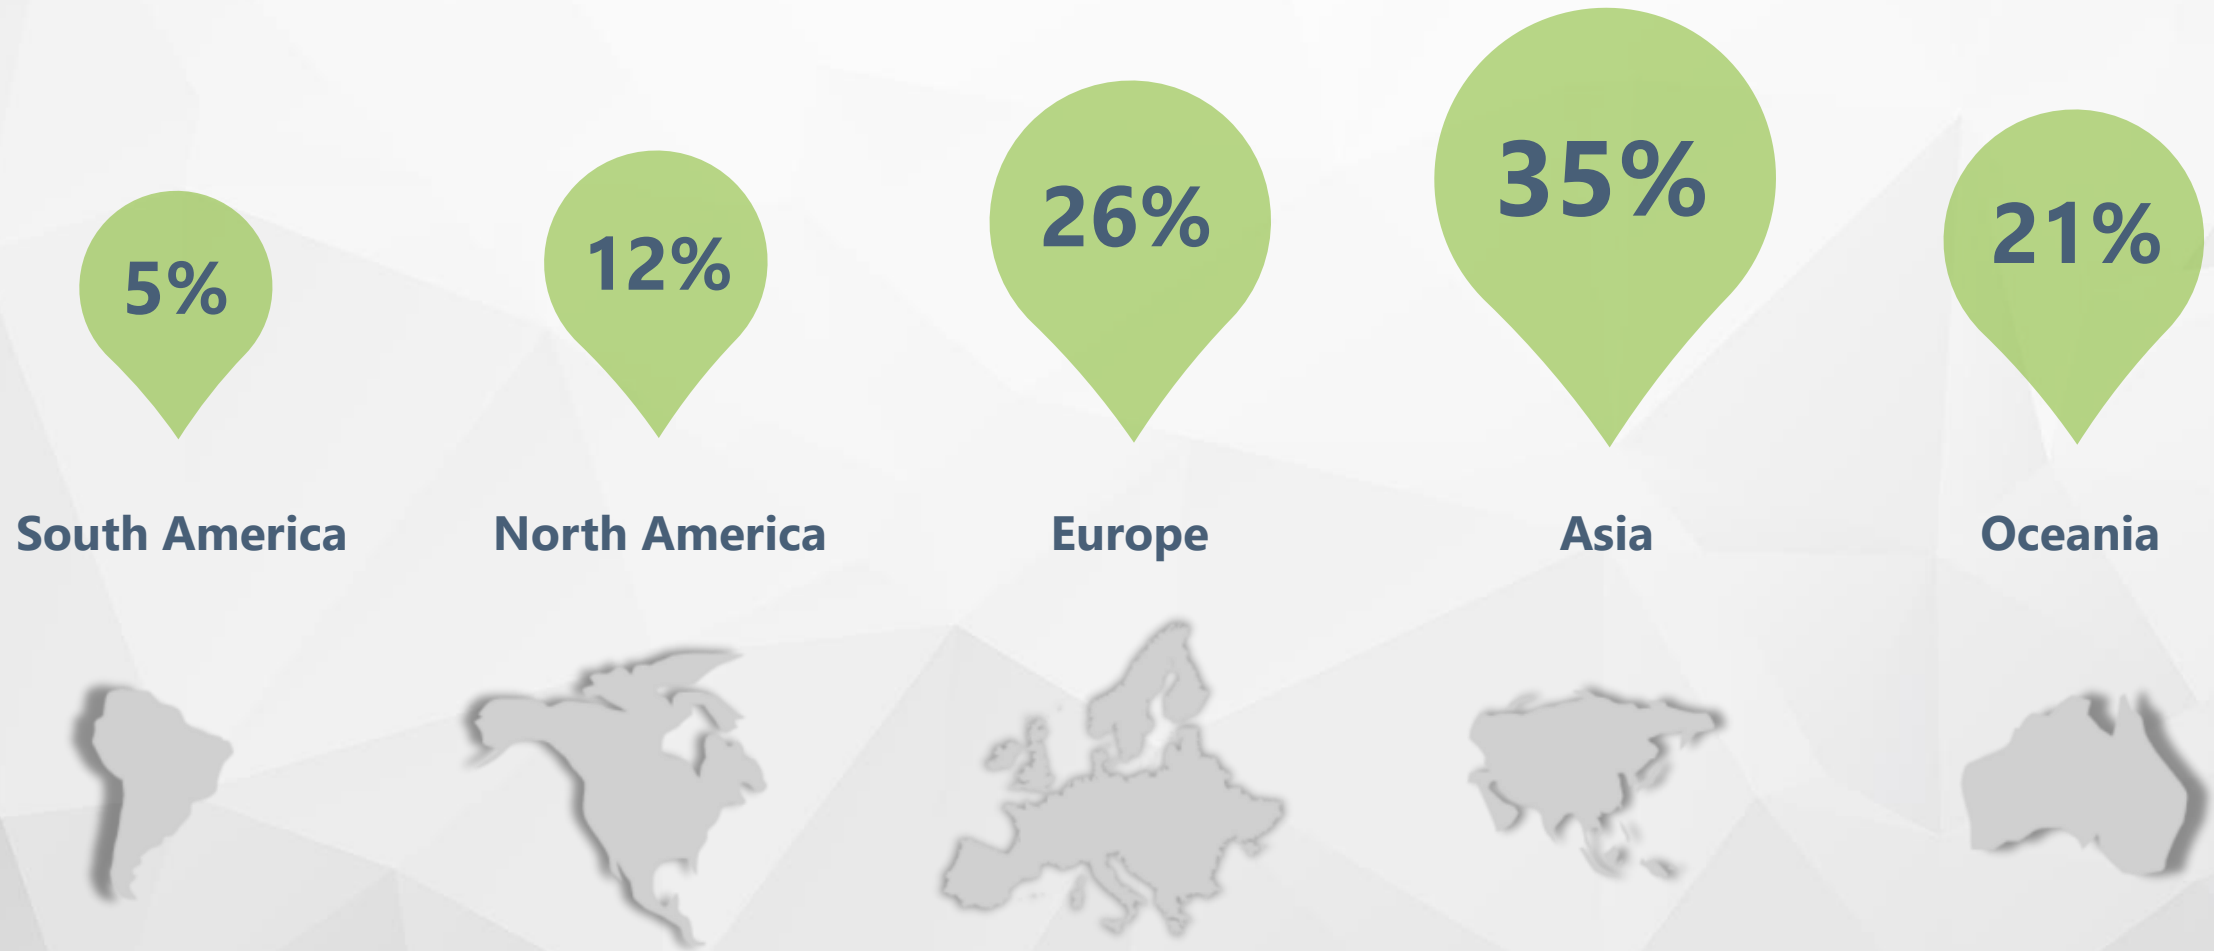 5%
12%
26%
35%
21%
South America
North America
Europe
Asia
Oceania